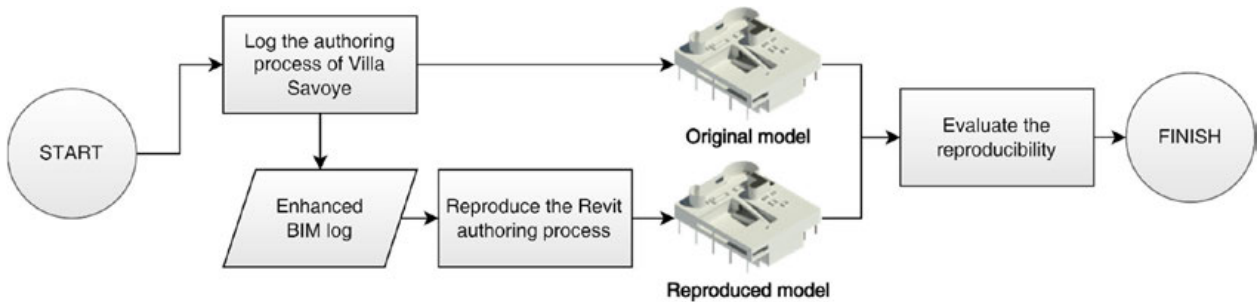 START
Log the authoring
process of Villa
Savoye
Original model
Enhanced
BIM log
Reproduce the Revit
authoring process
Reproduced model
Evaluate the
reproducibility
FINISH